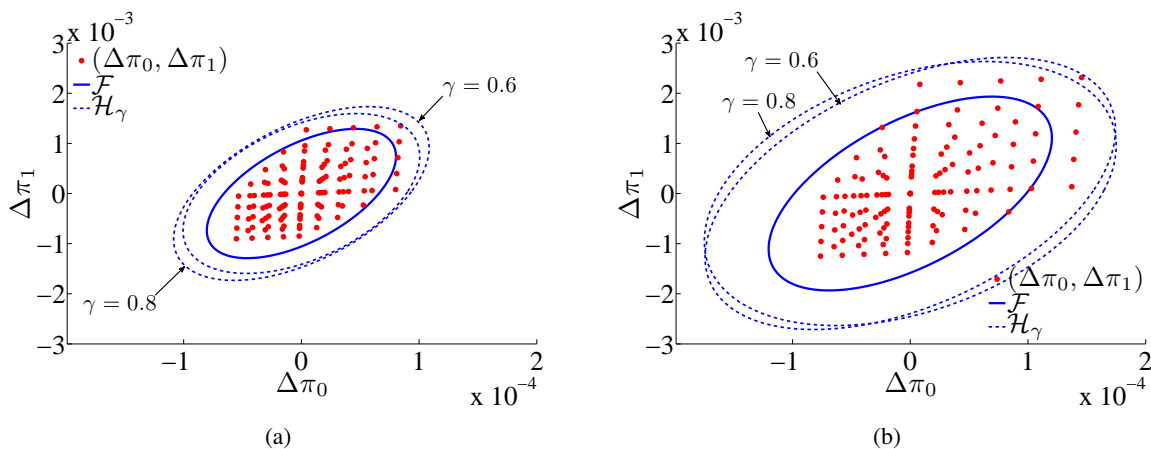 x 10⁻³
3
2
1
0
−1
−2
−3
Δπ₁
(Δπ₀, Δπ₁)
ℱ
ℋγ
γ = 0.6
γ = 0.8
−1 0 1 2
Δπ₀
x 10⁻⁴
(a)
x 10⁻³
3
2
1
0
−1
−2
−3
Δπ₁
γ = 0.6
γ = 0.8
(Δπ₀, Δπ₁)
ℱ
ℋγ
−1 0 1 2
Δπ₀
x 10⁻⁴
(b)